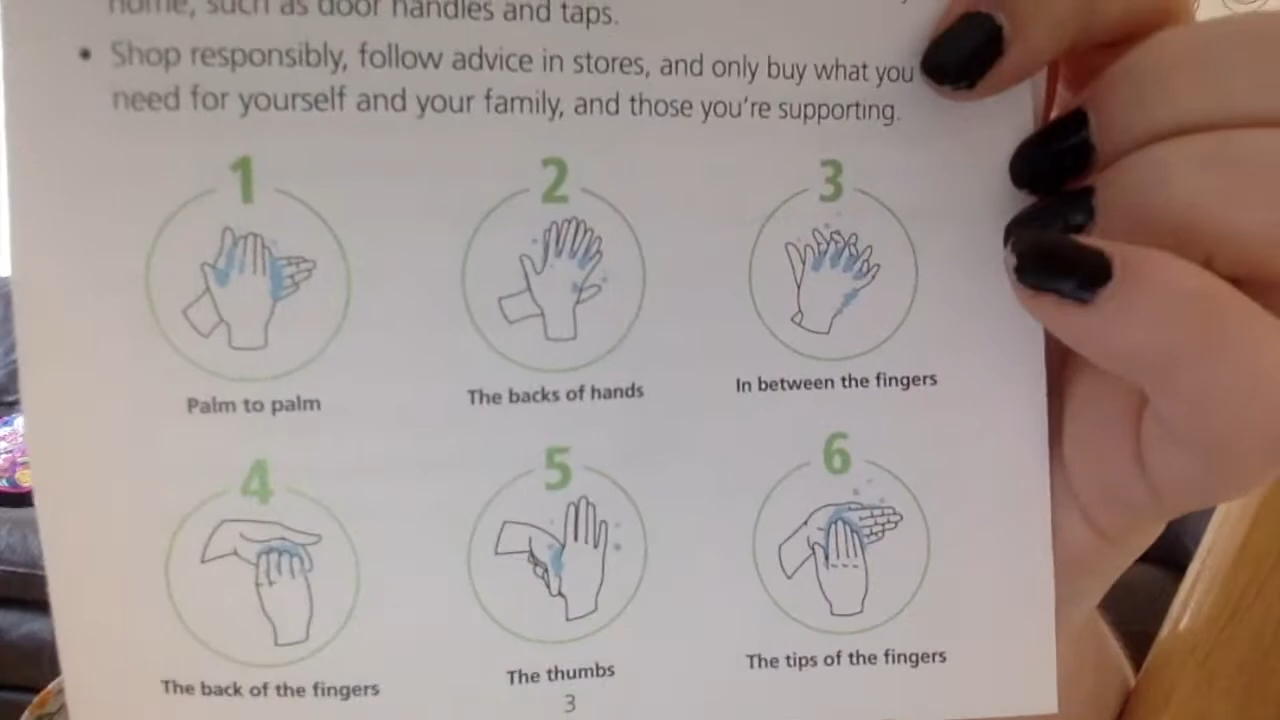 home, such as door handles and taps.
• Shop responsibly, follow advice in stores, and only buy what you
need for yourself and your family, and those you're supporting.
1
2
3
Palm to palm
The backs of hands
In between the fingers
4
5
6
The back of the fingers
The thumbs
The tips of the fingers
3